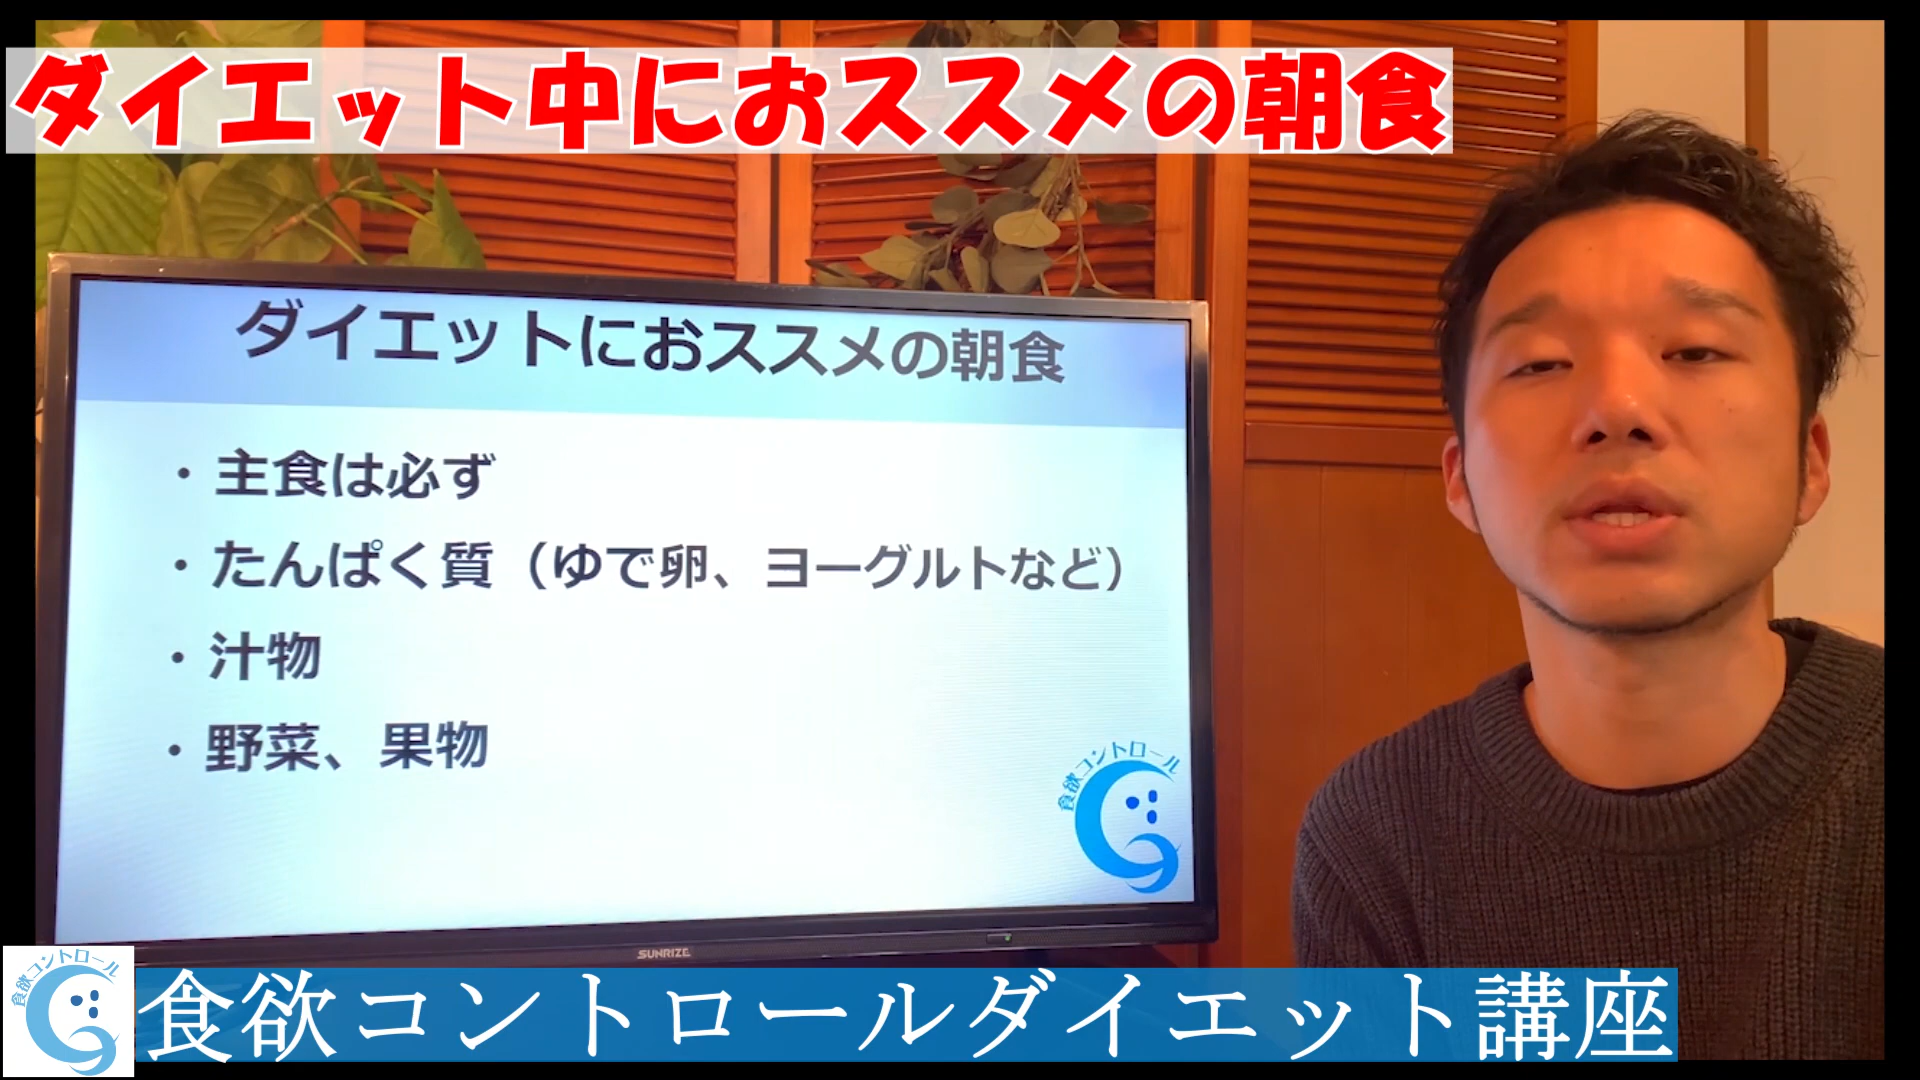 ダイエット中におススメの朝食
ダイエットにおススメの朝食
・主食は必ず
・たんぱく質（ゆで卵、ヨーグルトなど）
・汁物
・野菜、果物
食欲コントロール
SUNRIZE
食欲コントロール
食欲コントロールダイエット講座